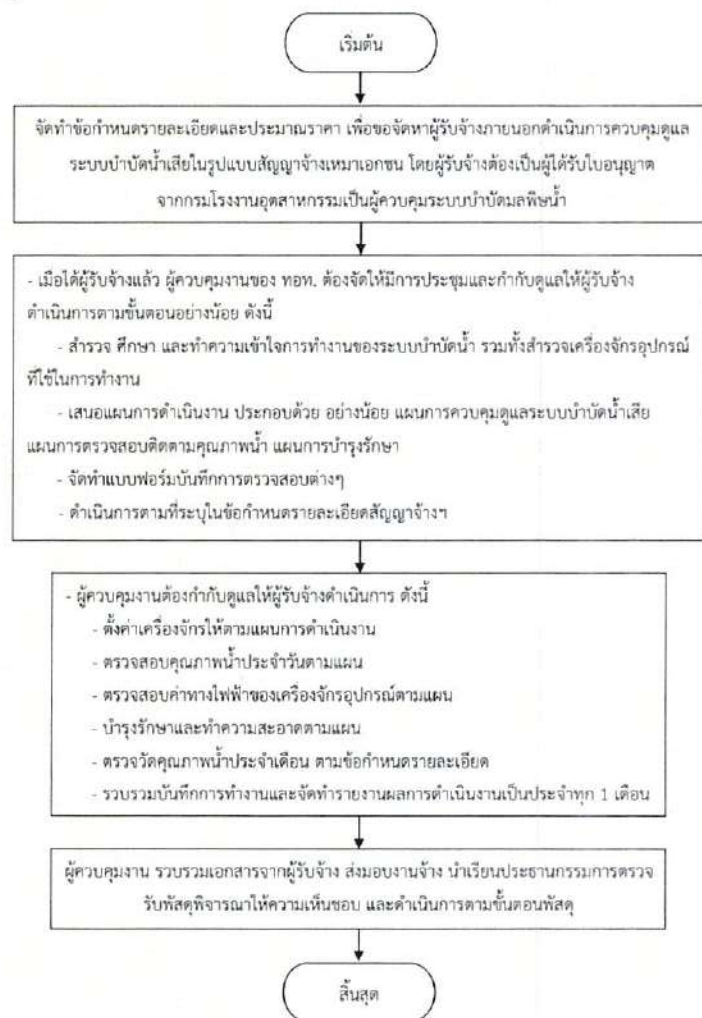 เริ่มต้น
จัดทำข้อกำหนดรายละเอียดและประมาณราคา เพื่อขอจัดหาผู้รับจ้างภายนอกดำเนินการควบคุมดูแล
ระบบบำบัดน้ำเสียในรูปแบบสัญญาจ้างเหมาเอกชน โดยผู้รับจ้างต้องเป็นผู้ได้รับใบอนุญาต
จากกรมโรงงานอุตสาหกรรมเป็นผู้ควบคุมระบบบำบัดมลพิษน้ำ
- เมื่อได้ผู้รับจ้างแล้ว ผู้ควบคุมงานของ ทอท. ต้องจัดให้มีการประชุมและกำกับดูแลให้ผู้รับจ้าง
ดำเนินการตามขั้นตอนอย่างน้อย ดังนี้
- สำรวจ ศึกษา และทำความเข้าใจการทำงานของระบบบำบัดน้ำ รวมทั้งสำรวจเครื่องจักรอุปกรณ์
ที่ใช้ในการทำงาน
- เสนอแผนการดำเนินงาน ประกอบด้วย อย่างน้อย แผนการควบคุมดูแลระบบบำบัดน้ำเสีย
แผนการตรวจสอบติดตามคุณภาพน้ำ แผนการบำรุงรักษา
- จัดทำแบบฟอร์มบันทึกการตรวจสอบต่างๆ
- ดำเนินการตามที่ระบุในข้อกำหนดรายละเอียดสัญญาจ้างฯ
- ผู้ควบคุมงานต้องกำกับดูแลให้ผู้รับจ้างดำเนินการ ดังนี้
- ตั้งค่าเครื่องจักรให้ตามแผนการดำเนินงาน
- ตรวจสอบคุณภาพน้ำประจำวันตามแผน
- ตรวจสอบค่าทางไฟฟ้าของเครื่องจักรอุปกรณ์ตามแผน
- บำรุงรักษาและทำความสะอาดตามแผน
- ตรวจวัดคุณภาพน้ำประจำเดือน ตามข้อกำหนดรายละเอียด
- รวบรวมบันทึกการทำงานและจัดทำรายงานผลการดำเนินงานเป็นประจำทุก 1 เดือน
ผู้ควบคุมงาน รวบรวมเอกสารจากผู้รับจ้าง ส่งมอบงานจ้าง นำเรียนประธานกรรมการตรวจ
รับพัสดุพิจารณาให้ความเห็นชอบ และดำเนินการตามขั้นตอนพัสดุ
สิ้นสุด